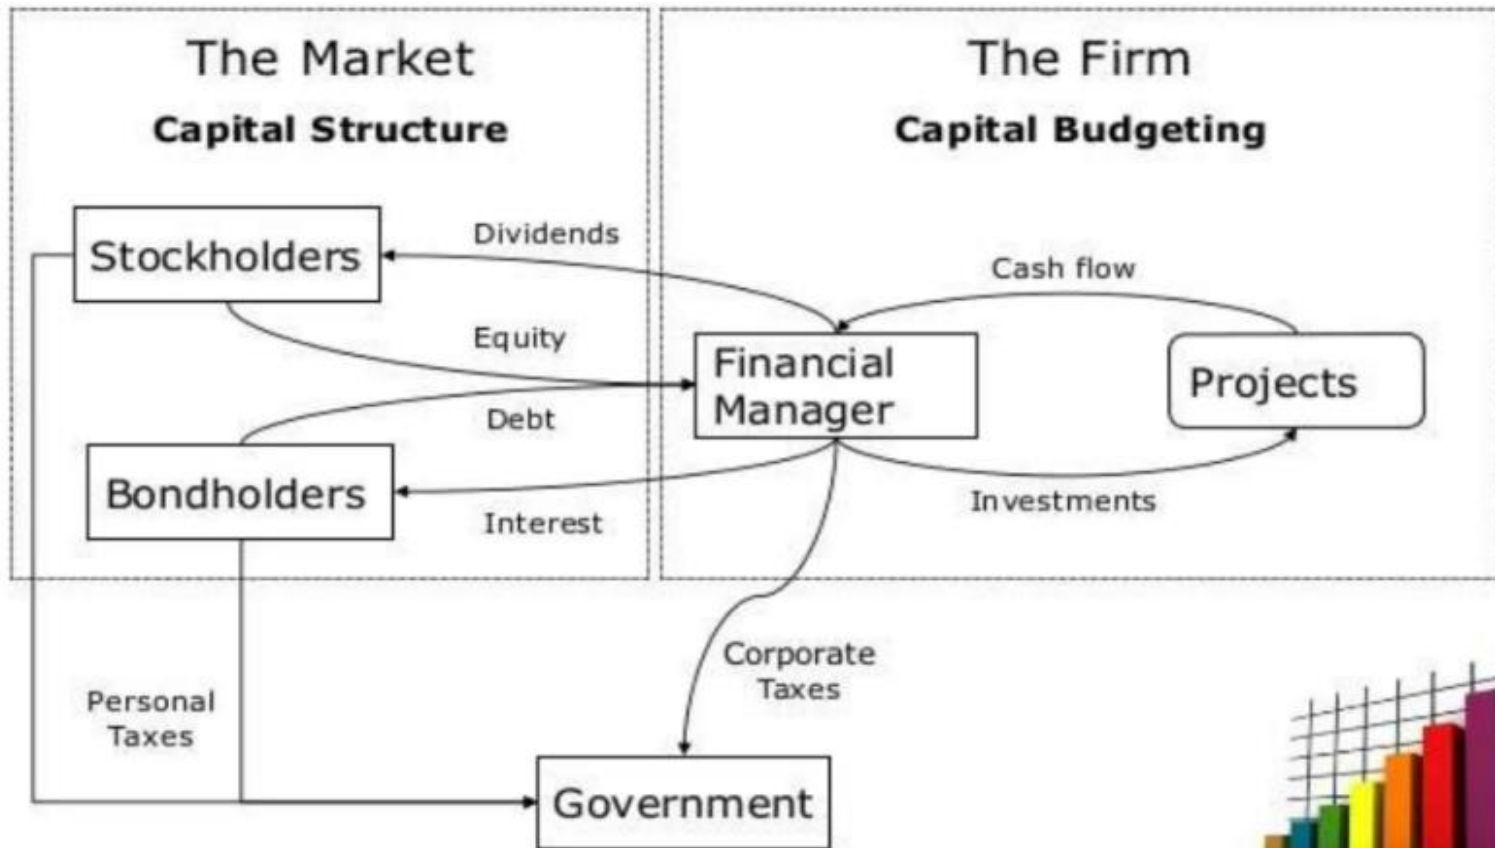 The Market
Capital Structure
Stockholders
Dividends
Equity
Debt
Bondholders
Interest
The Firm
Capital Budgeting
Cash flow
Financial
Manager
Projects
Investments
Personal
Taxes
Corporate
Taxes
Government